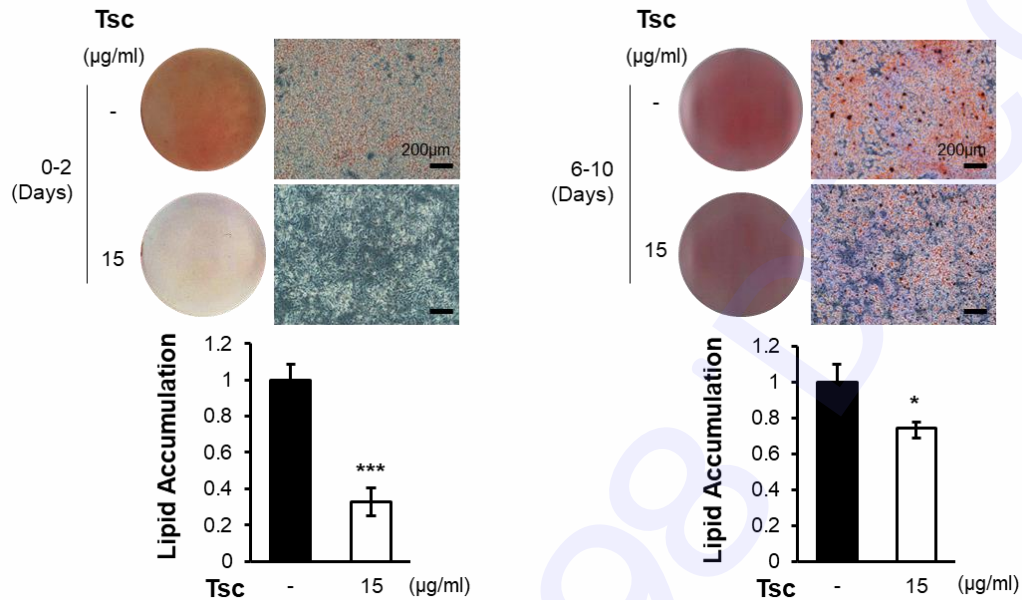 Tsc
(µg/ml)
-
0-2
(Days)
15
200µm
Tsc
(µg/ml)
-
6-10
(Days)
15
200µm
Lipid Accumulation
1.2
1
0.8
0.6
0.4
0.2
0
***
Tsc - 15 (µg/ml)
Lipid Accumulation
1.2
1
0.8
0.6
0.4
0.2
0
*
Tsc - 15 (µg/ml)